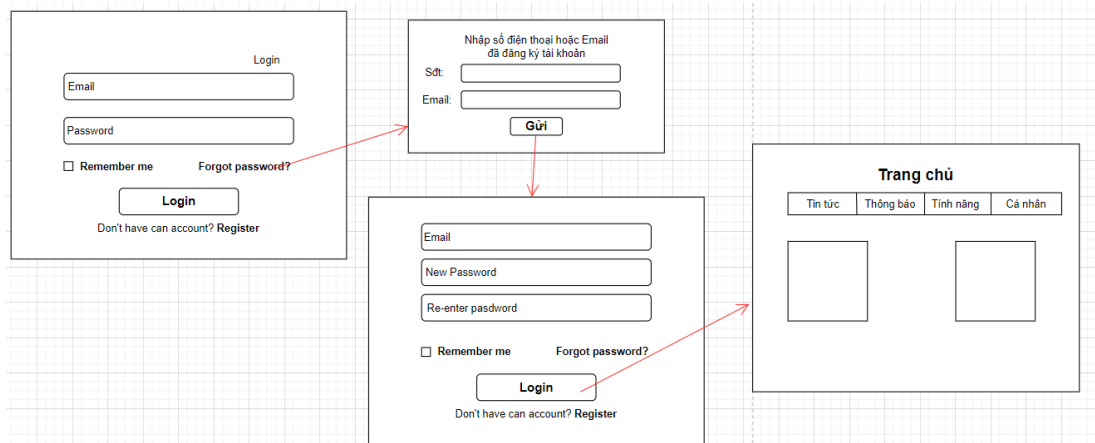 Login
Email
Password
Remember me
Forgot password?
Login
Don't have can account? Register
Nhập số điện thoại hoặc Email
đã đăng ký tài khoản
Sđt:
Email:
Gửi
Email
New Password
Re-enter pasdword
Remember me
Forgot password?
Login
Don't have can account? Register
Trang chủ
Tin tức
Thông báo
Tính năng
Cá nhân